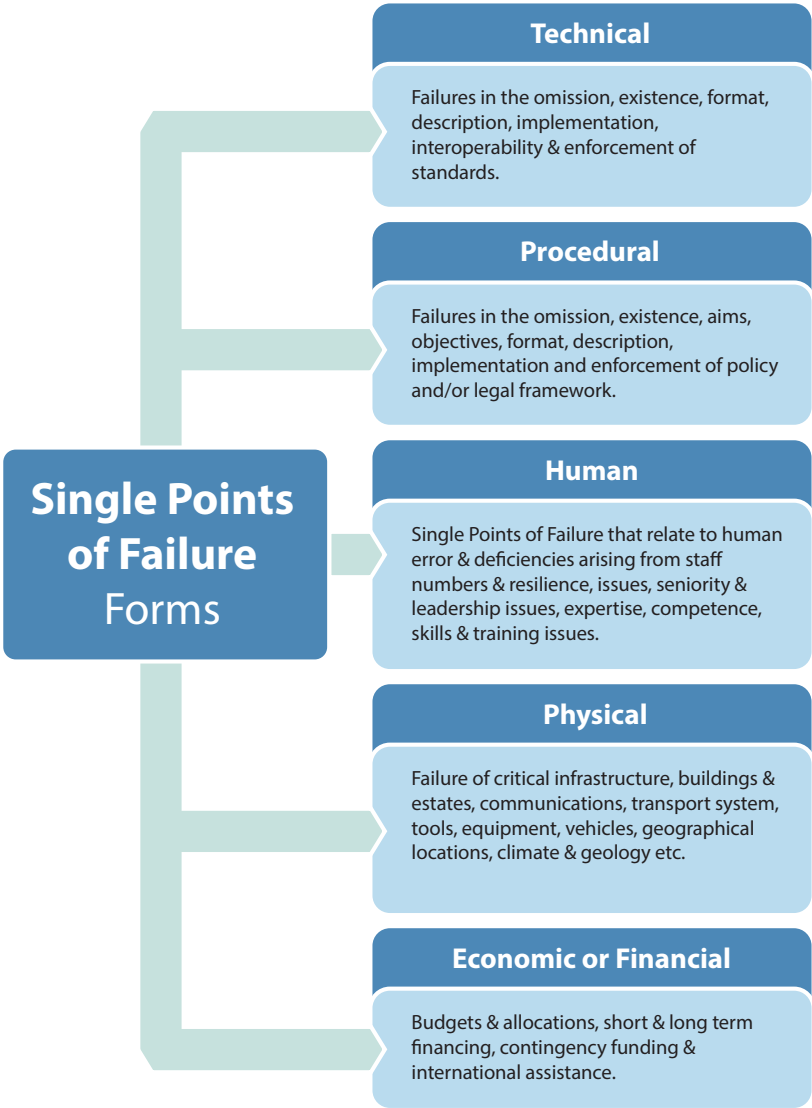 Technical
Failures in the omission, existence, format,
description, implementation,
interoperability & enforcement of
standards.
Procedural
Failures in the omission, existence, aims,
objectives, format, description,
implementation and enforcement of policy
and/or legal framework.
Single Points
of Failure
Forms
Human
Single Points of Failure that relate to human
error & deficiencies arising from staff
numbers & resilience, issues, seniority &
leadership issues, expertise, competence,
skills & training issues.
Physical
Failure of critical infrastructure, buildings &
estates, communications, transport system,
tools, equipment, vehicles, geographical
locations, climate & geology etc.
Economic or Financial
Budgets & allocations, short & long term
financing, contingency funding &
international assistance.